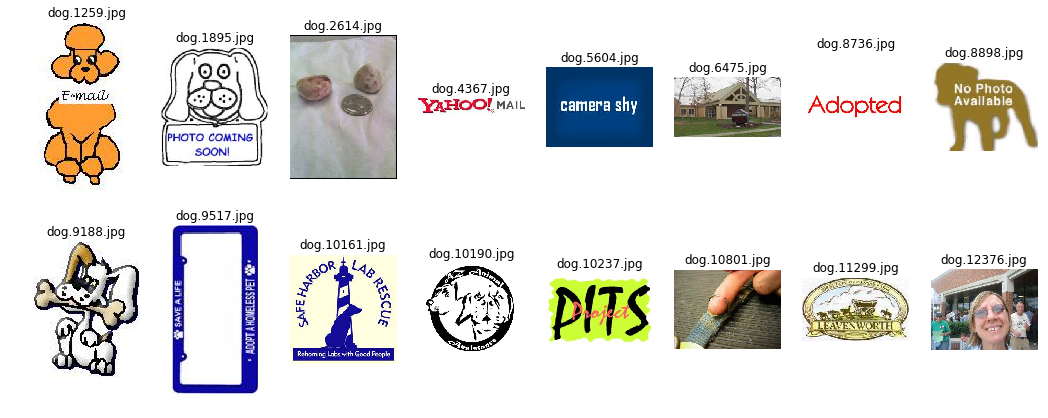 dog.1259.jpg
E-mail
dog.1895.jpg
PHOTO COMING
SOON!
dog.2614.jpg
dog.4367.jpg
YAHOO! MAIL
dog.5604.jpg
camera shy
dog.6475.jpg
dog.8736.jpg
Adopted
dog.8898.jpg
No Photo
Available
dog.9188.jpg
dog.9517.jpg
SAVE A LIFE
ADOPT A HOMELESS PET
dog.10161.jpg
SAFE HARBOR LAB RESCUE
Rehoming Labs with Good People
dog.10190.jpg
Animal
Assistance
dog.10237.jpg
PITS
Project
dog.10801.jpg
dog.11299.jpg
LEAVENWORTH
dog.12376.jpg